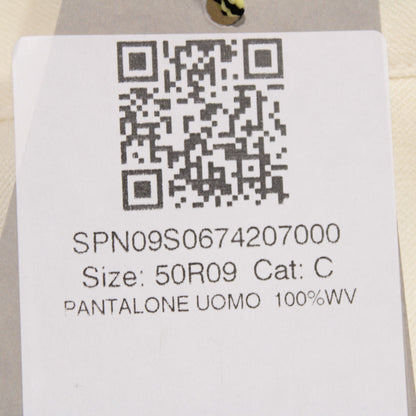 SPN09S0674207000
Size: 50R09 Cat: C
PANTALONE UOMO 100%WV